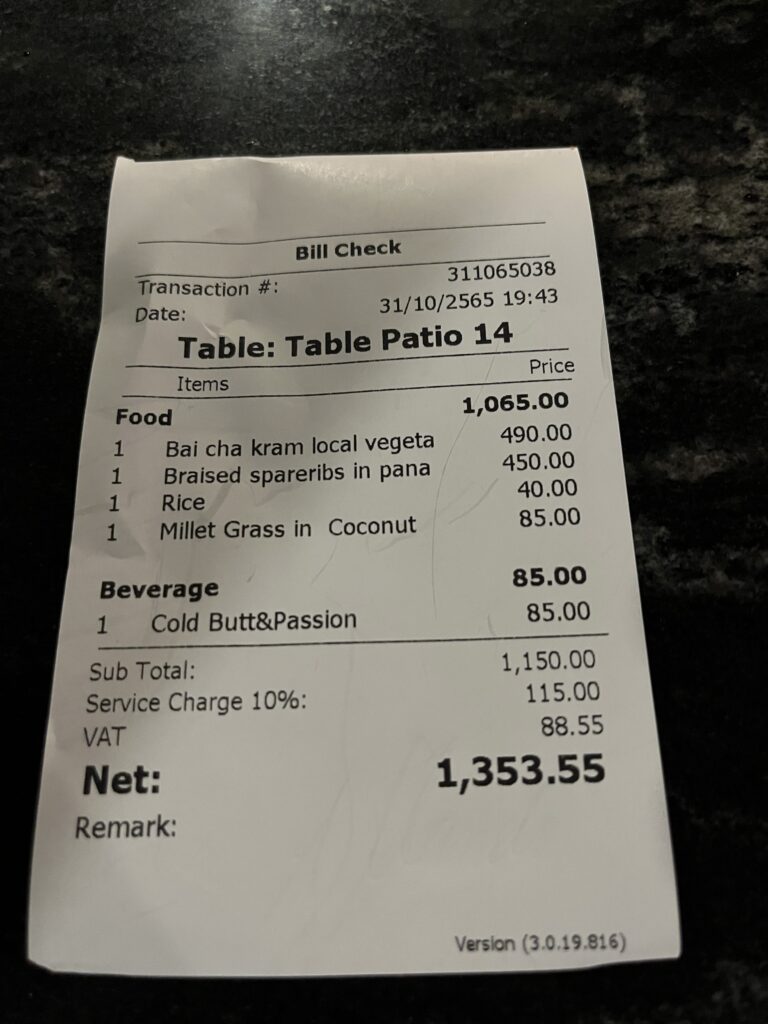 Bill Check
Transaction #: 311065038
Date: 31/10/2565 19:43
Table: Table Patio 14
Items Price
Food 1,065.00
1 Bai cha kram local vegeta 490.00
1 Braised spareribs in pana 450.00
1 Rice 40.00
1 Millet Grass in Coconut 85.00
Beverage 85.00
1 Cold Butt&Passion 85.00
Sub Total: 1,150.00
Service Charge 10%: 115.00
VAT 88.55
Net: 1,353.55
Remark:
Version (3.0.19.816)